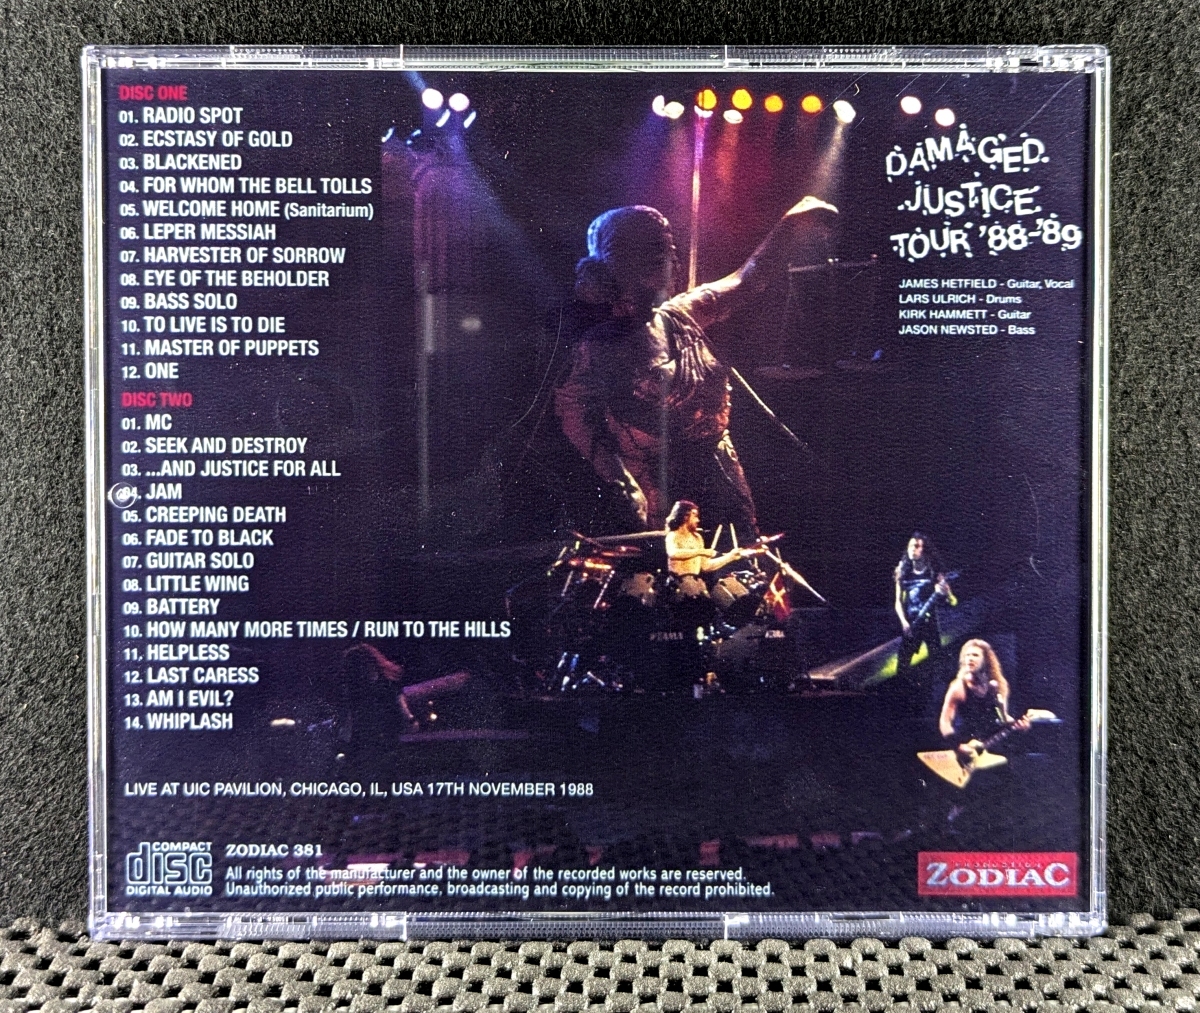 DISC ONE
01. RADIO SPOT
02. ECSTASY OF GOLD
03. BLACKENED
04. FOR WHOM THE BELL TOLLS
05. WELCOME HOME (Sanitarium)
06. LEPER MESSIAH
07. HARVESTER OF SORROW
08. EYE OF THE BEHOLDER
09. BASS SOLO
10. TO LIVE IS TO DIE
11. MASTER OF PUPPETS
12. ONE
DISC TWO
01. MC
02. SEEK AND DESTROY
03. ...AND JUSTICE FOR ALL
04. JAM
05. CREEPING DEATH
06. FADE TO BLACK
07. GUITAR SOLO
08. LITTLE WING
09. BATTERY
10. HOW MANY MORE TIMES / RUN TO THE HILLS
11. HELPLESS
12. LAST CARESS
13. AM I EVIL?
14. WHIPLASH
DAMAGED
JUSTICE
TOUR '88-'89
JAMES HETFIELD - Guitar, Vocal
LARS ULRICH - Drums
KIRK HAMMETT - Guitar
JASON NEWSTED - Bass
TAMA
LIVE AT UIC PAVILION, CHICAGO, IL, USA 17TH NOVEMBER 1988
COMPACT
disc
DIGITAL AUDIO
ZODIAC 381
All rights of the manufacturer and the owner of the recorded works are reserved.
Unauthorized public performance, broadcasting and copying of the record prohibited.
PRODUCTION
ZODIAC